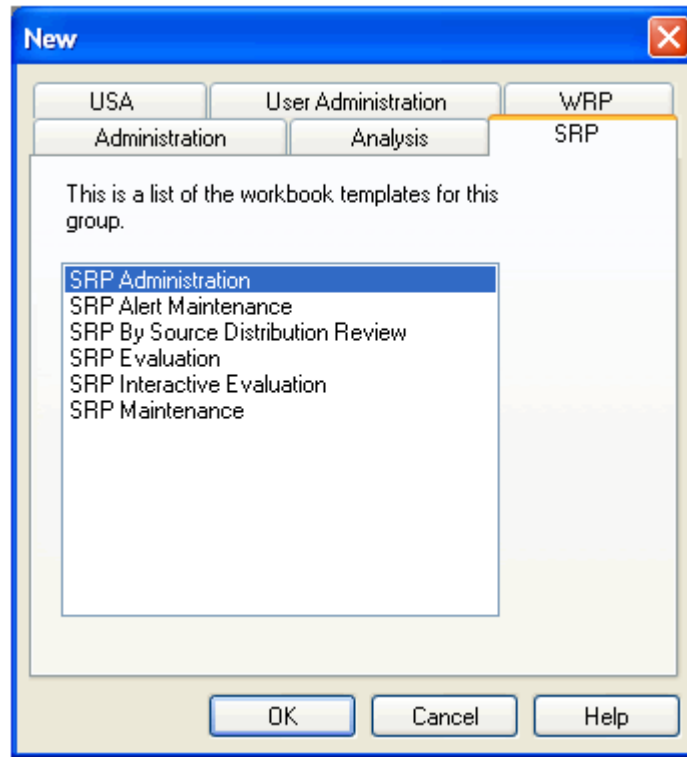 New
USA
User Administration
WRP
Administration
Analysis
SRP
This is a list of the workbook templates for this
group.
SRP Administration
SRP Alert Maintenance
SRP By Source Distribution Review
SRP Evaluation
SRP Interactive Evaluation
SRP Maintenance
OK
Cancel
Help